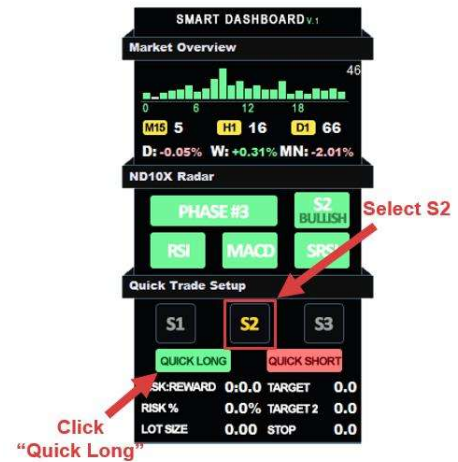 SMART DASHBOARD V.1
Market Overview
46
0 6 12 18
M15 5 H1 16 D1 66
D: -0.05% W: +0.31% MN: -2.01%
ND10X Radar
PHASE #3 S2
BULLISH
Select S2
RSI MACD SRSI
Quick Trade Setup
S1 S2 S3
QUICK LONG QUICK SHORT
0:0.0 TARGET 0.0
RISK % 0.0% TARGET 2 0.0
LOT SIZE 0.00 STOP 0.0
Click
“Quick Long”